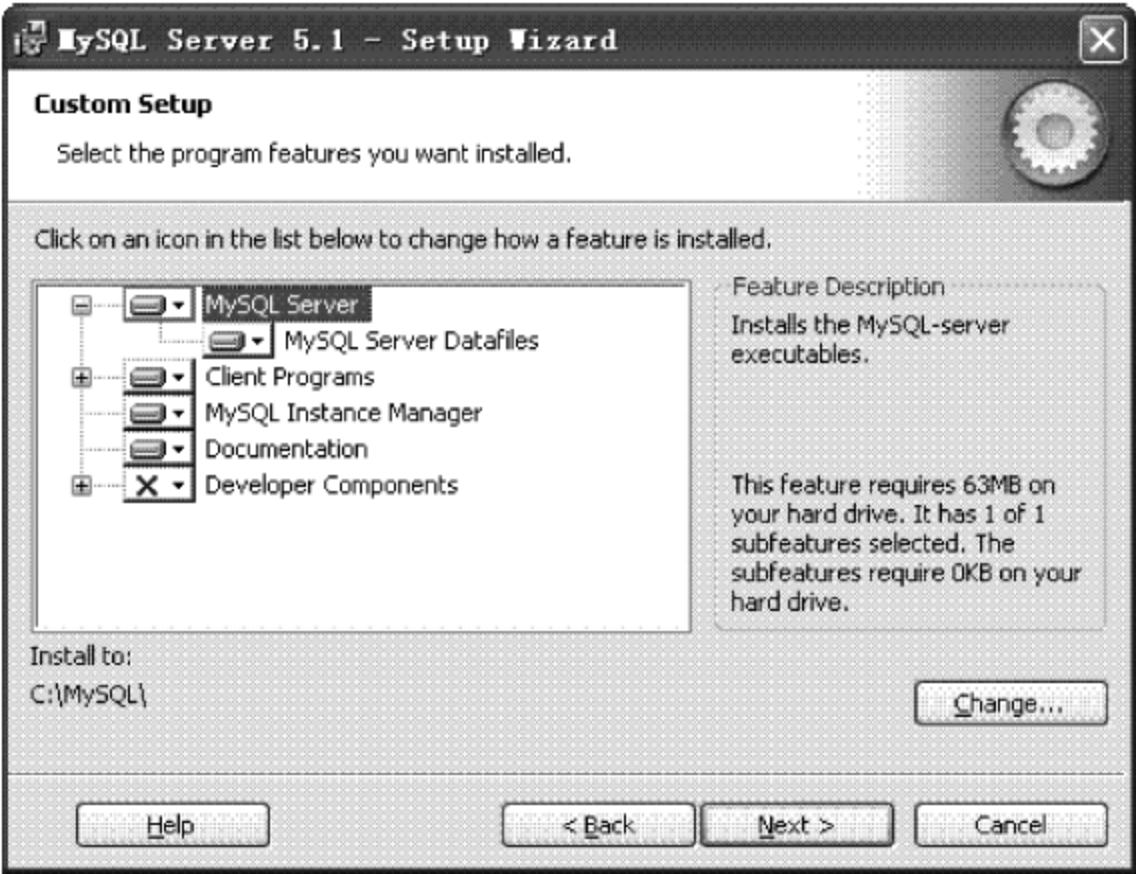 MySQL Server 5.1 - Setup Wizard
Custom Setup
Select the program features you want installed.
Click on an icon in the list below to change how a feature is installed.
MySQL Server
MySQL Server Datafiles
Client Programs
MySQL Instance Manager
Documentation
Developer Components
Feature Description
Installs the MySQL-server
executables.
This feature requires 63MB on
your hard drive. It has 1 of 1
subfeatures selected. The
subfeatures require 0KB on your
hard drive.
Install to:
C:\MySQL\
Change...
Help
< Back
Next >
Cancel